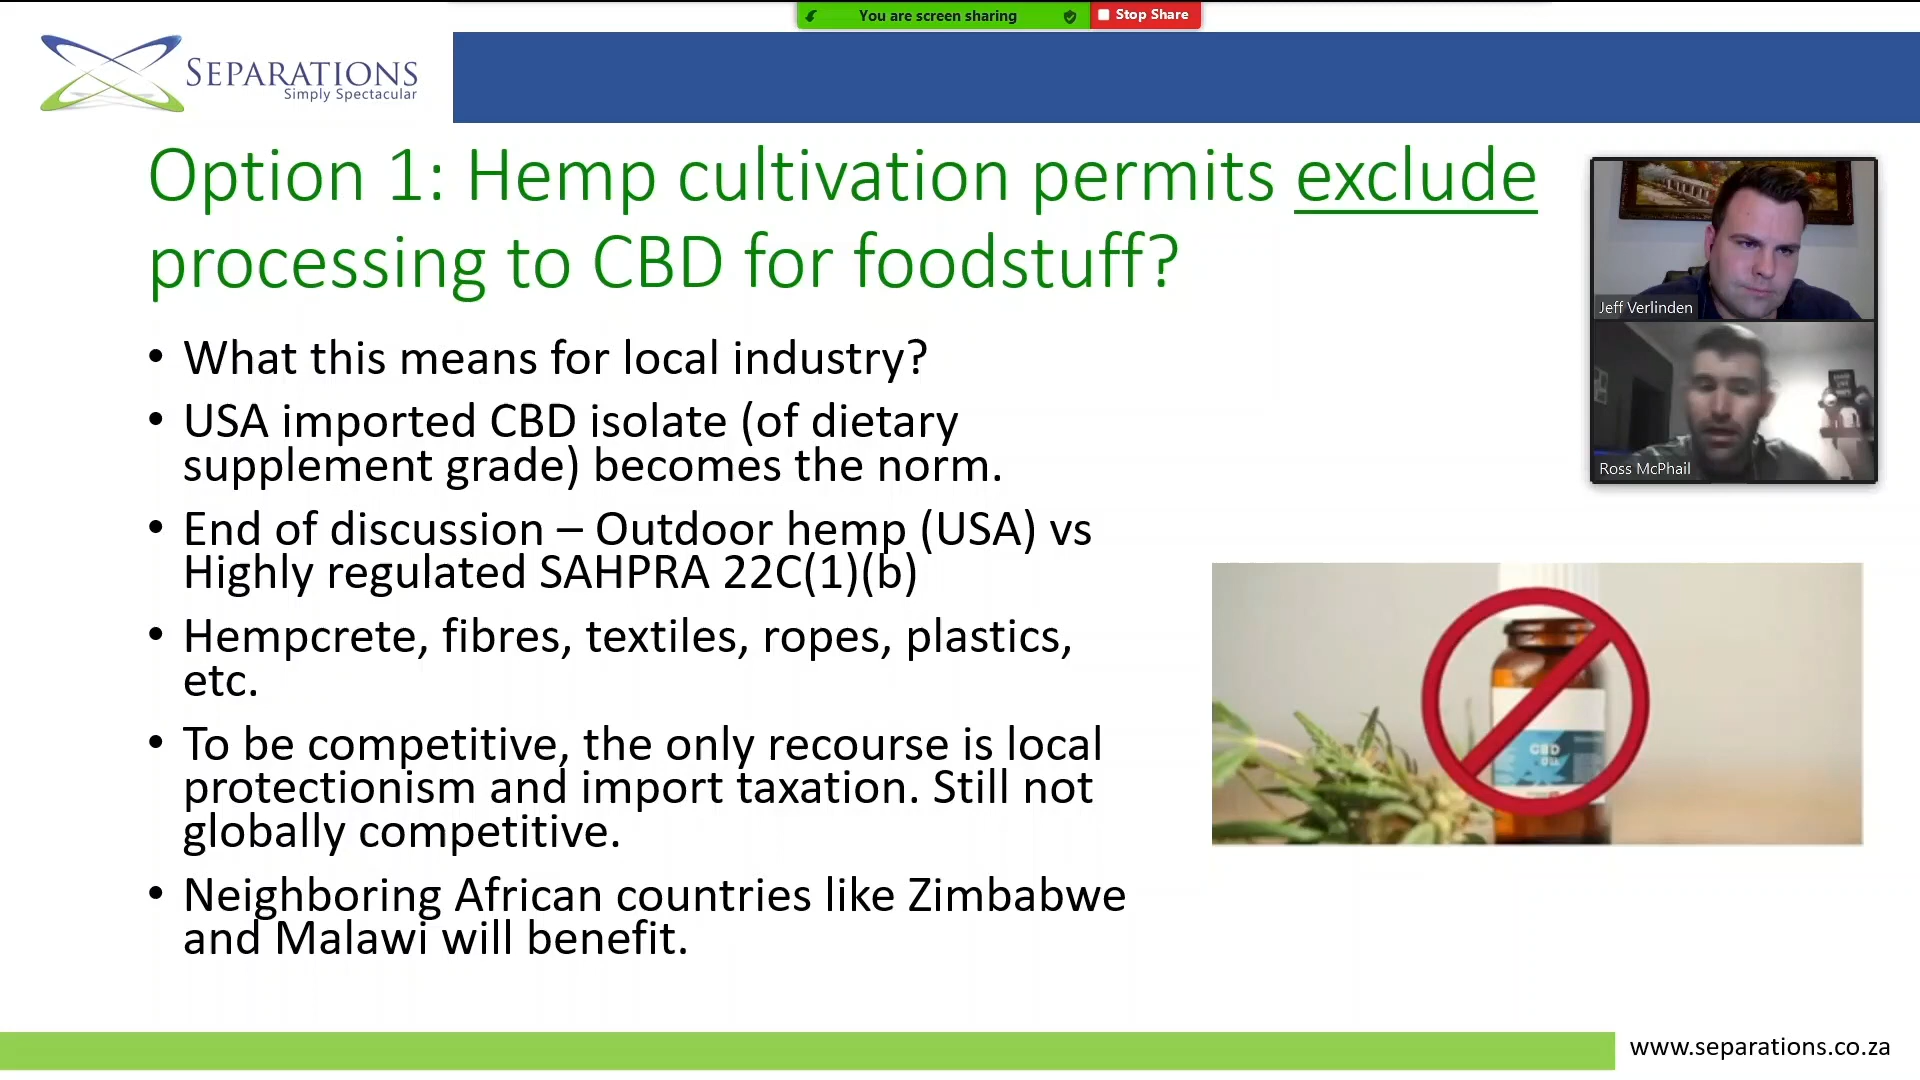 You are screen sharing
Stop Share
SEPARATIONS
Simply Spectacular
Option 1: Hemp cultivation permits exclude
processing to CBD for foodstuff?
Jeff Verlinden
Ross McPhail
• What this means for local industry?
• USA imported CBD isolate (of dietary
supplement grade) becomes the norm.
• End of discussion – Outdoor hemp (USA) vs
Highly regulated SAHPRA 22C(1)(b)
• Hempcrete, fibres, textiles, ropes, plastics,
etc.
• To be competitive, the only recourse is local
protectionism and import taxation. Still not
globally competitive.
• Neighboring African countries like Zimbabwe
and Malawi will benefit.
CBD
OIL
www.separations.co.za